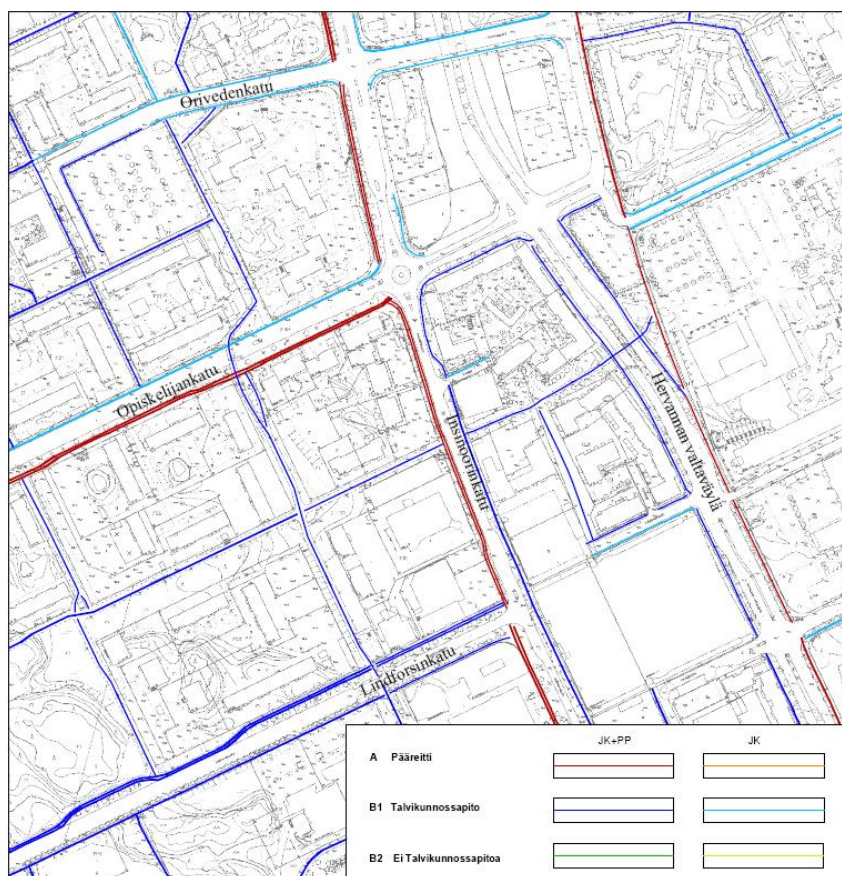 Orivedenkatu
Opiskelijankatu
Insinöörinkatu
Hervannan valtaväylä
Lindforsinkatu
JK+PP JK
A Pääreitti
B1 Talvikunnossapito
B2 Ei Talvikunnossapitoa